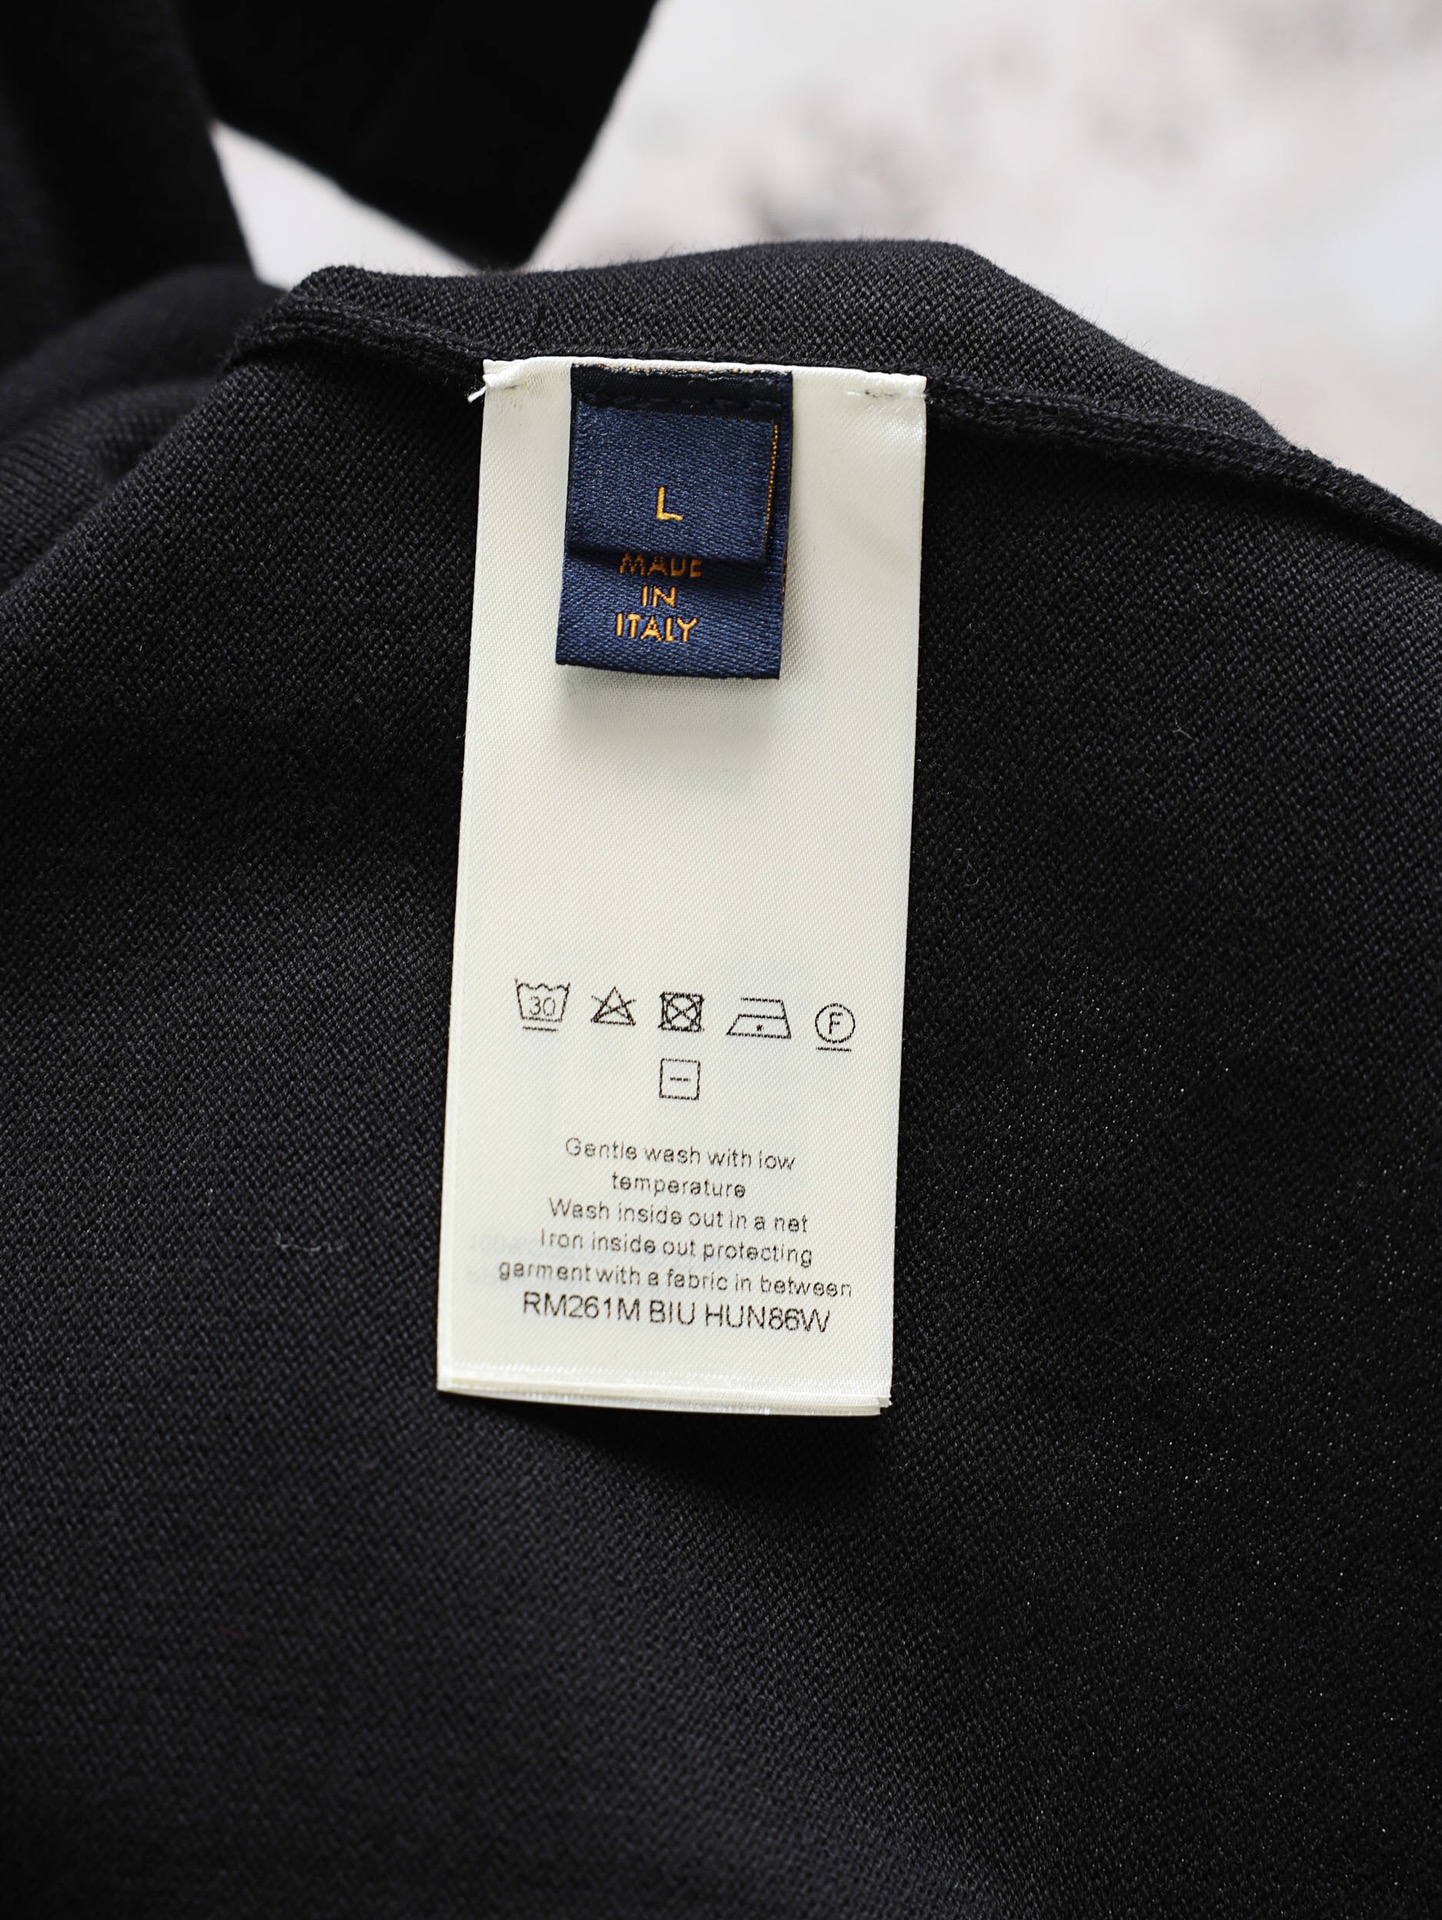 L
MADE
IN
ITALY
30
F
Gentle wash with low
temperature
Wash inside out in a net
Iron inside out protecting
garment with a fabric in between
RM261M BIU HUN86W